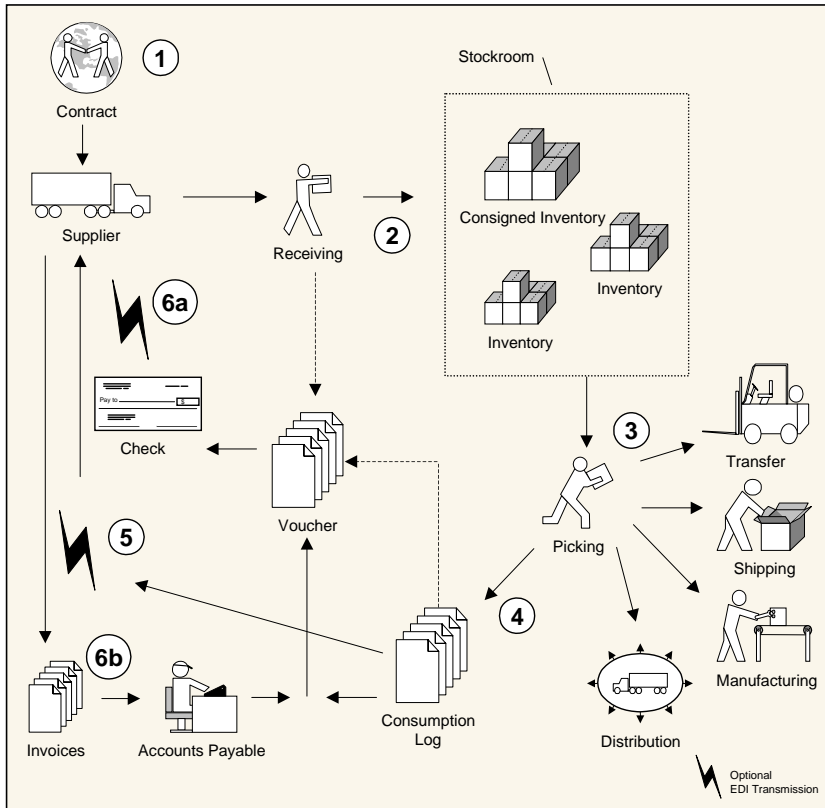 1
Contract
Stockroom
Supplier
Receiving
2
Consigned Inventory
Inventory
Inventory
6a
Pay to
$
Check
3
Transfer
Voucher
Picking
5
Shipping
4
6b
Manufacturing
Invoices
Accounts Payable
Consumption
Log
Distribution
Optional
EDI Transmission